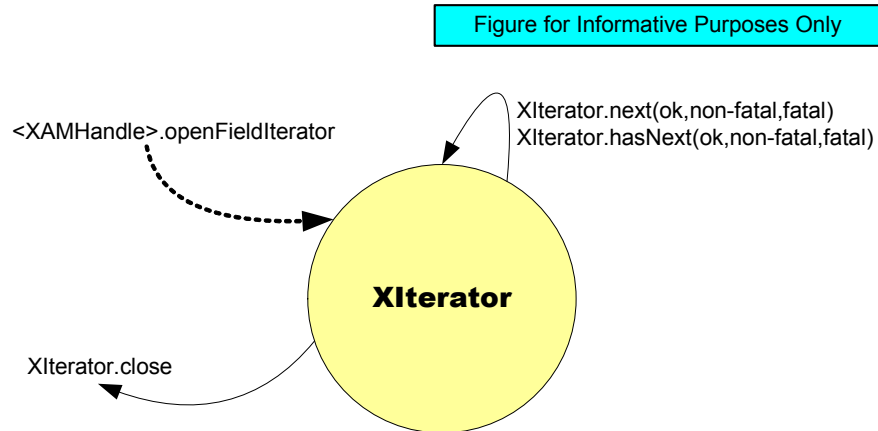 Figure for Informative Purposes Only
XIterator.next(ok,non-fatal,fatal)
XIterator.hasNext(ok,non-fatal,fatal)
<XAMHandle>.openFieldIterator
XIterator
XIterator.close